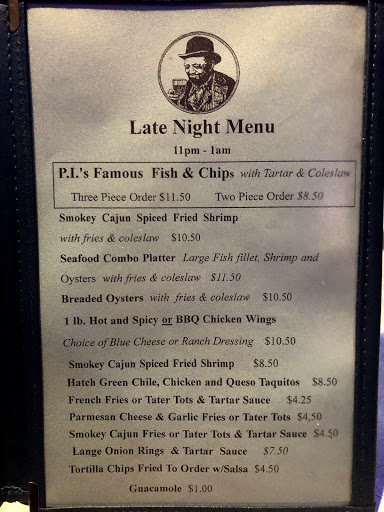 Late Night Menu
11pm - 1am
P.I.'s Famous Fish & Chips with Tartar & Coleslaw
Three Piece Order $11.50 Two Piece Order $8.50
Smokey Cajun Spiced Fried Shrimp
with fries & coleslaw $10.50
Seafood Combo Platter Large Fish fillet, Shrimp and
Oysters with fries & coleslaw $11.50
Breaded Oysters with fries & coleslaw $10.50
1 lb. Hot and Spicy or BBQ Chicken Wings
Choice of Blue Cheese or Ranch Dressing $10.50
Smokey Cajun Spiced Fried Shrimp $8.50
Hatch Green Chile, Chicken and Queso Taquitos $8.50
French Fries or Tater Tots & Tartar Sauce $4.25
Parmesan Cheese & Garlic Fries or Tater Tots $4,50
Smokey Cajun Fries or Tater Tots & Tartar Sauce $4.50
Lange Onion Rings & Tartar Sauce $7.50
Tortilla Chips Fried To Order w/Salsa $4.50
Guacamole $1.00